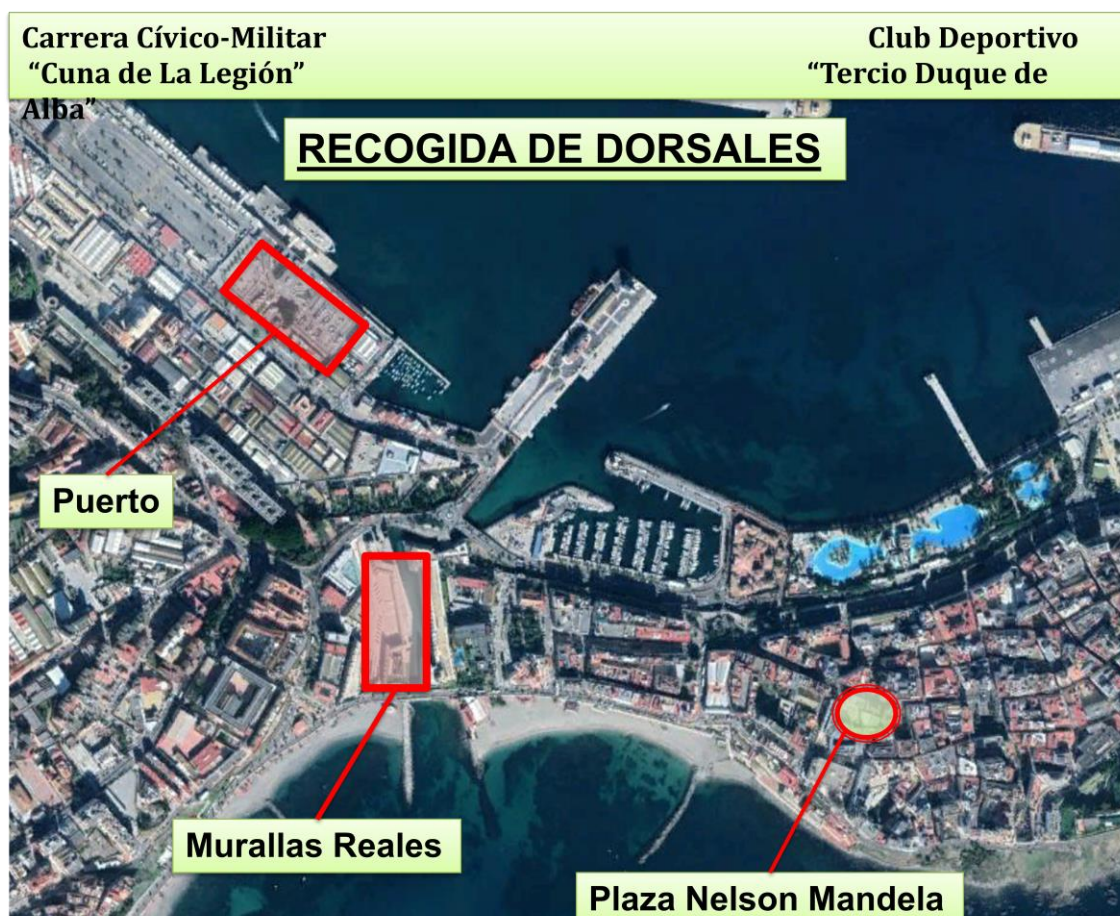 Carrera Cívico-Militar Club Deportivo
“Cuna de La Legión” “Tercio Duque de
Alba”
RECOGIDA DE DORSALES
Puerto
Murallas Reales
Plaza Nelson Mandela